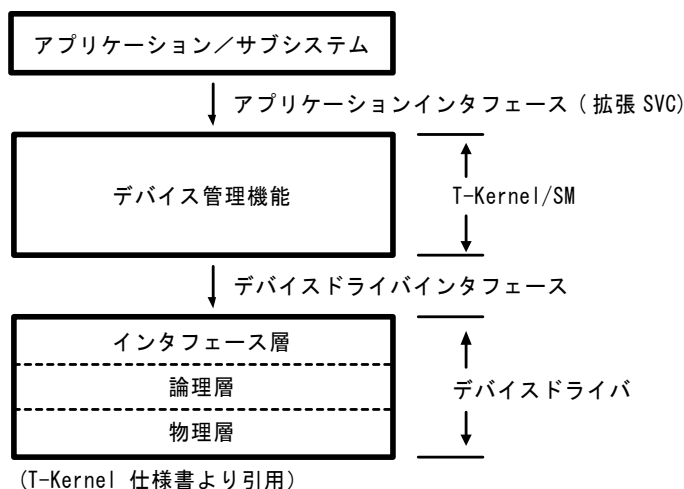 アプリケーション／サブシステム
アプリケーションインタフェース ( 拡張 SVC)
デバイス管理機能
T-Kernel/SM
デバイスドライバインタフェース
インタフェース層
論理層
デバイスドライバ
物理層
(T-Kernel 仕様書より引用)